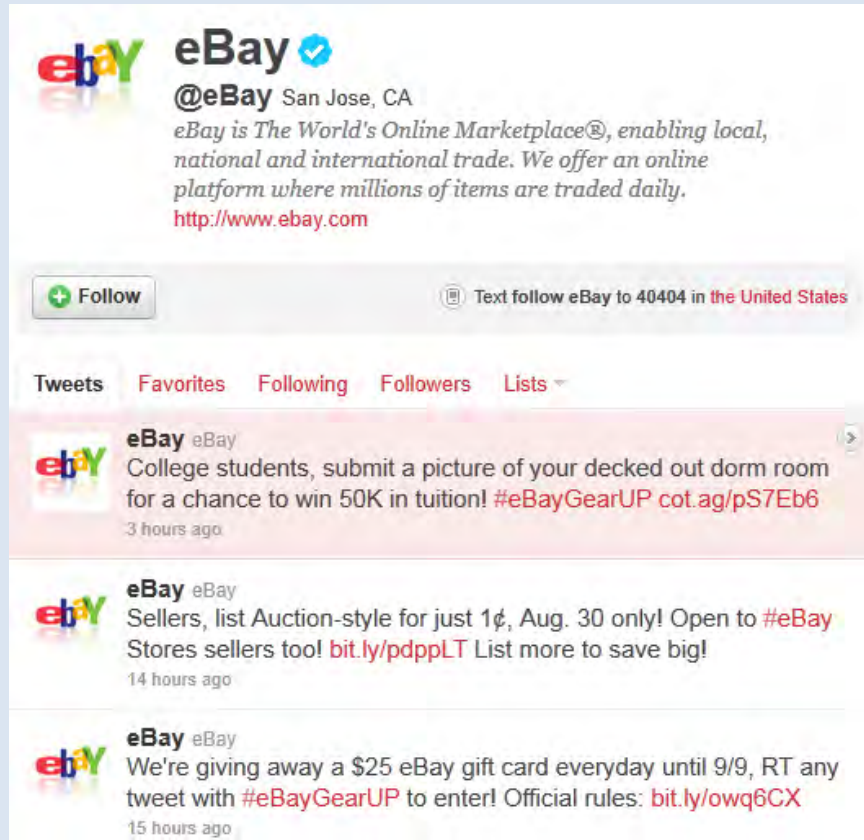 ebaY eBay
@eBay San Jose, CA
eBay is The World's Online Marketplace®, enabling local,
national and international trade. We offer an online
platform where millions of items are traded daily.
http://www.ebay.com
Follow Text follow eBay to 40404 in the United States
Tweets Favorites Following Followers Lists
ebaY eBay eBay
College students, submit a picture of your decked out dorm room
for a chance to win 50K in tuition! #eBayGearUP cot.ag/pS7Eb6
3 hours ago
ebaY eBay eBay
Sellers, list Auction-style for just 1¢, Aug. 30 only! Open to #eBay
Stores sellers too! bit.ly/pdppLT List more to save big!
14 hours ago
ebaY eBay eBay
We're giving away a $25 eBay gift card everyday until 9/9, RT any
tweet with #eBayGearUP to enter! Official rules: bit.ly/owq6CX
15 hours ago